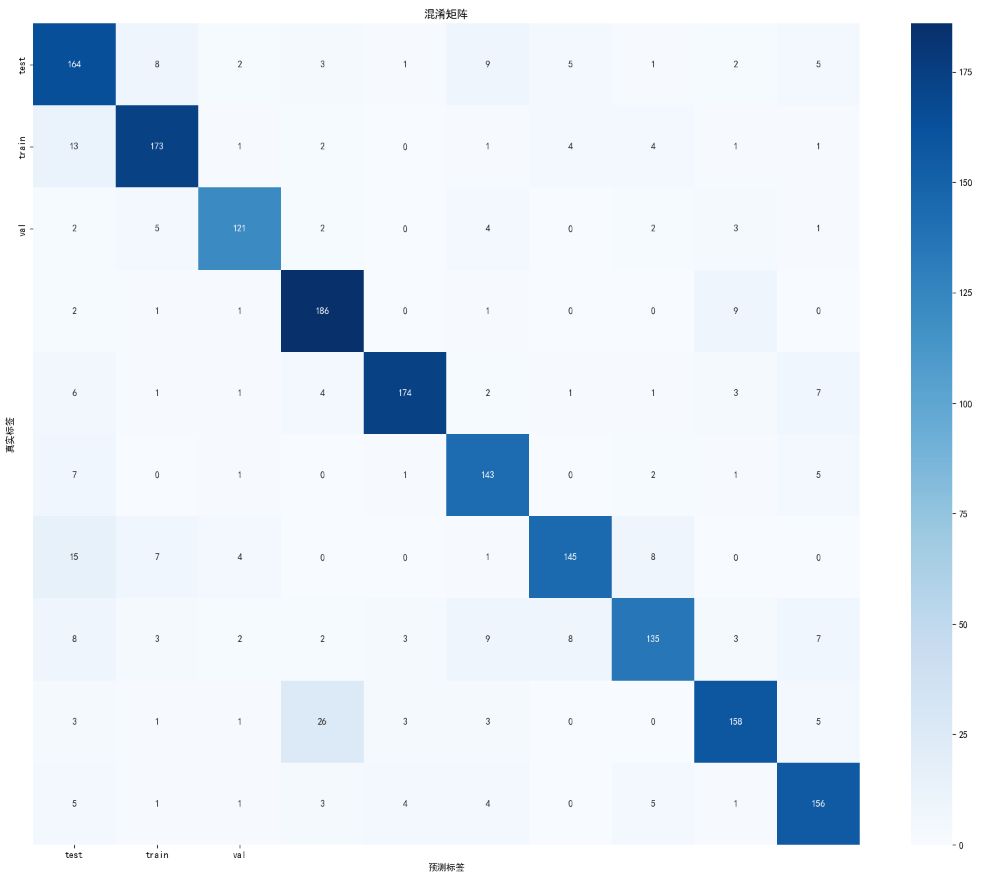 混淆矩阵
test 164 8 2 3 1 9 5 1 2 5
train 13 173 1 2 0 1 4 4 1 1
val 2 5 121 2 0 4 0 2 3 1
2 1 1 186 0 1 0 0 9 0
6 1 1 4 174 2 1 1 3 7
真实标签
7 0 1 0 1 143 0 2 1 5
15 7 4 0 0 1 145 8 0 0
8 3 2 2 3 9 8 135 3 7
3 1 1 26 3 3 0 0 158 5
5 1 1 3 4 4 0 5 1 156
test train val
预测标签
175
150
125
100
75
50
25
0